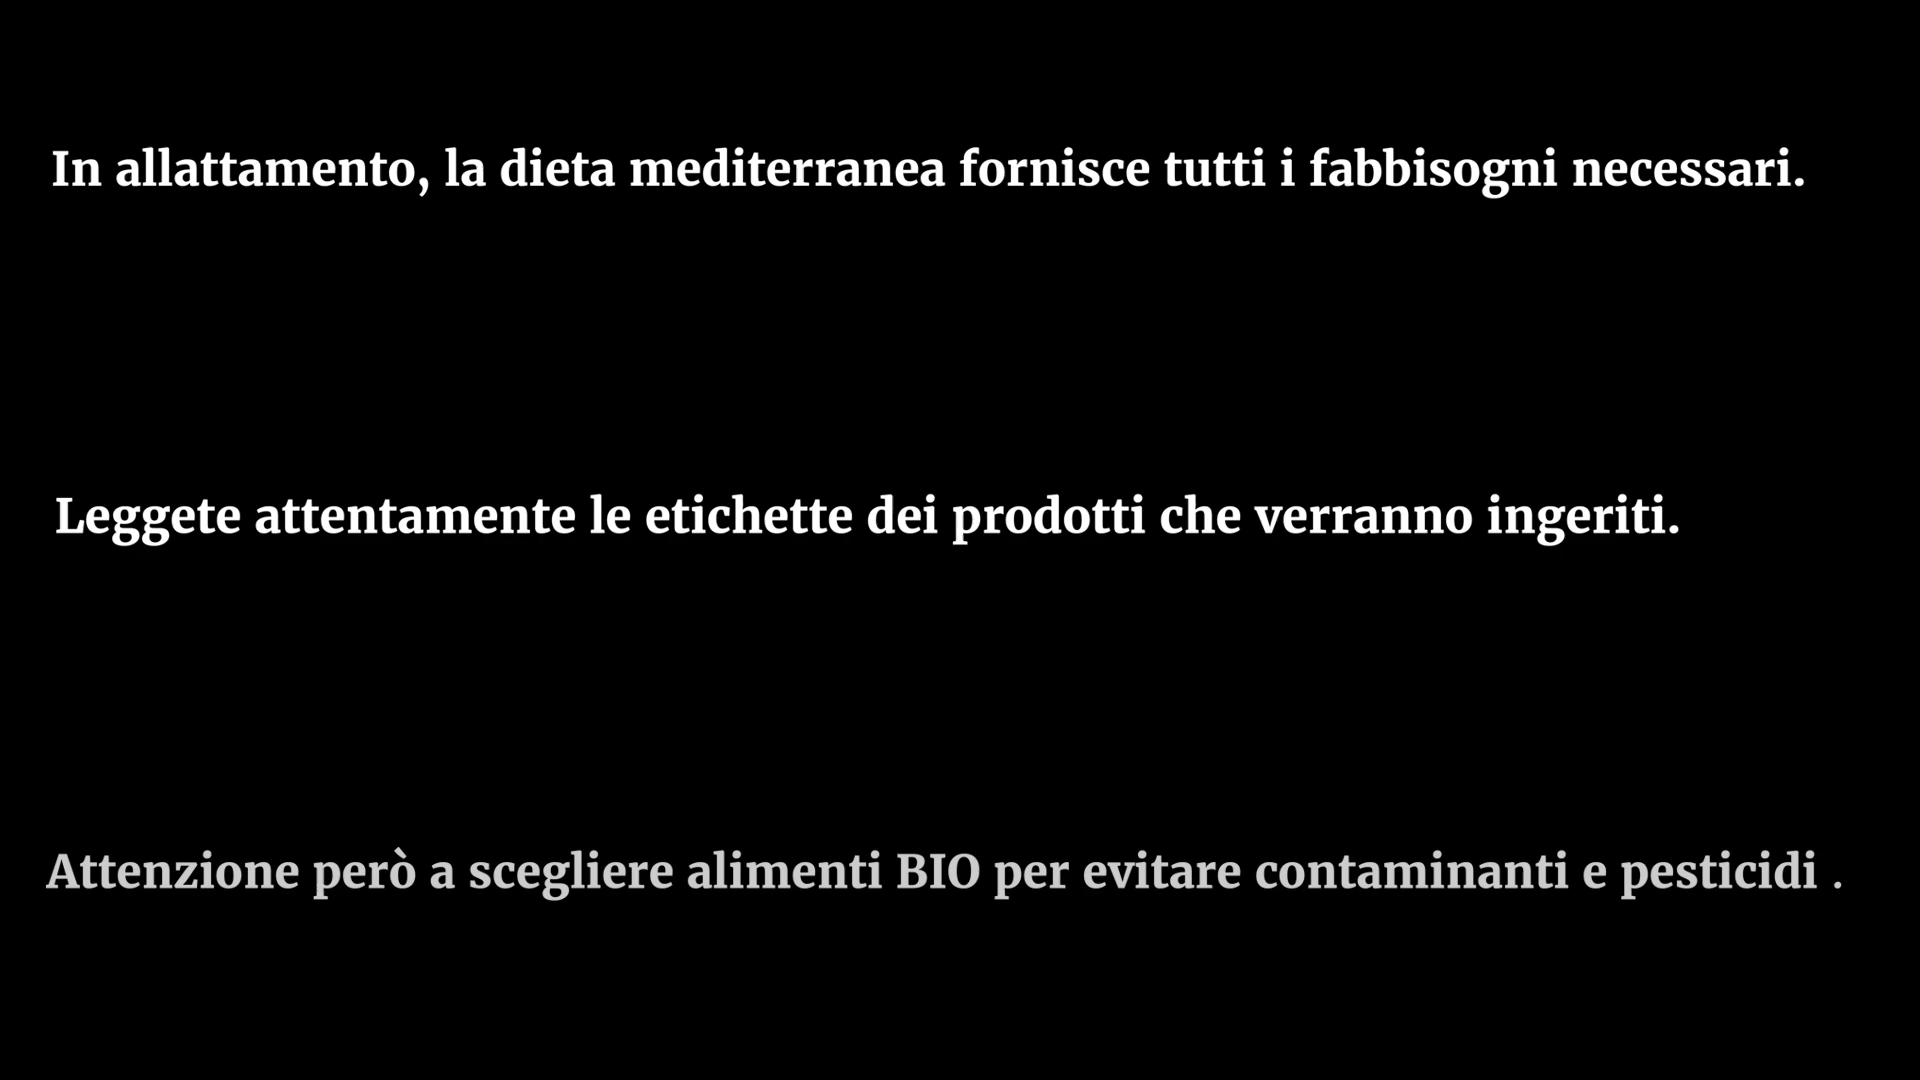 In allattamento, la dieta mediterranea fornisce tutti i fabbisogni necessari.
Leggete attentamente le etichette dei prodotti che verranno ingeriti.
Attenzione però a scegliere alimenti BIO per evitare contaminanti e pesticidi .